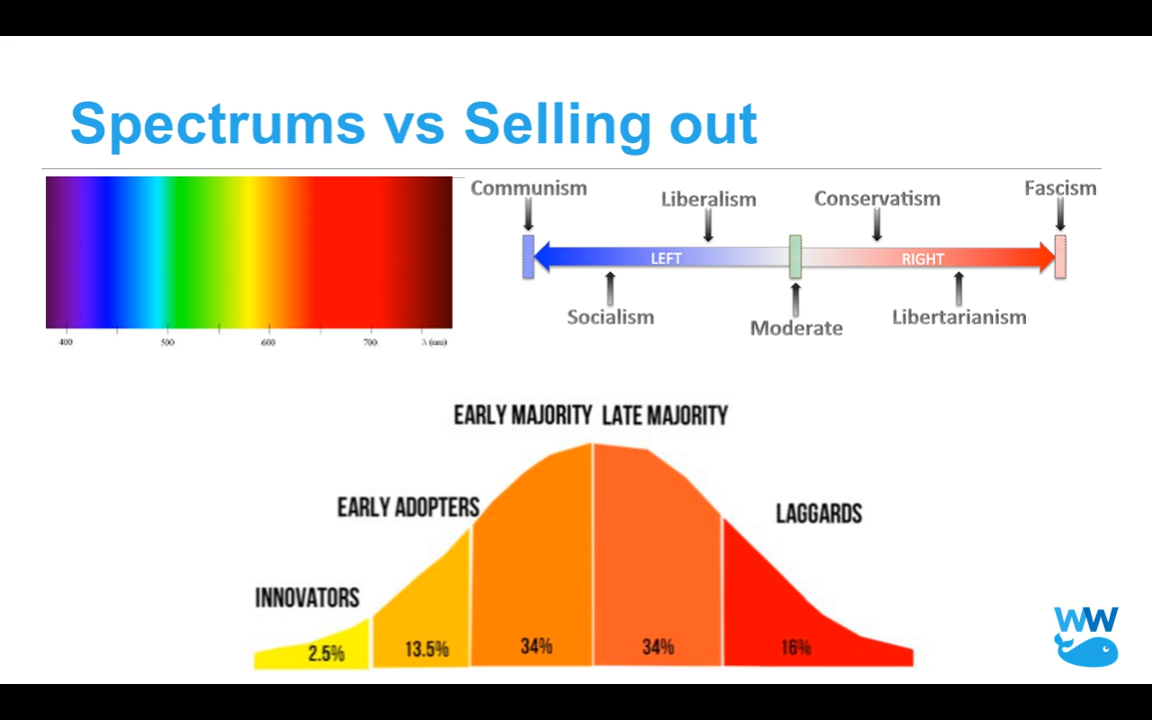 Spectrums vs Selling out
400 500 600 700 λ (nm)
Communism
Liberalism
Conservatism
Fascism
LEFT
RIGHT
Socialism
Moderate
Libertarianism
EARLY MAJORITY LATE MAJORITY
EARLY ADOPTERS
LAGGARDS
INNOVATORS
2.5% 13.5% 34% 34% 16%
WW